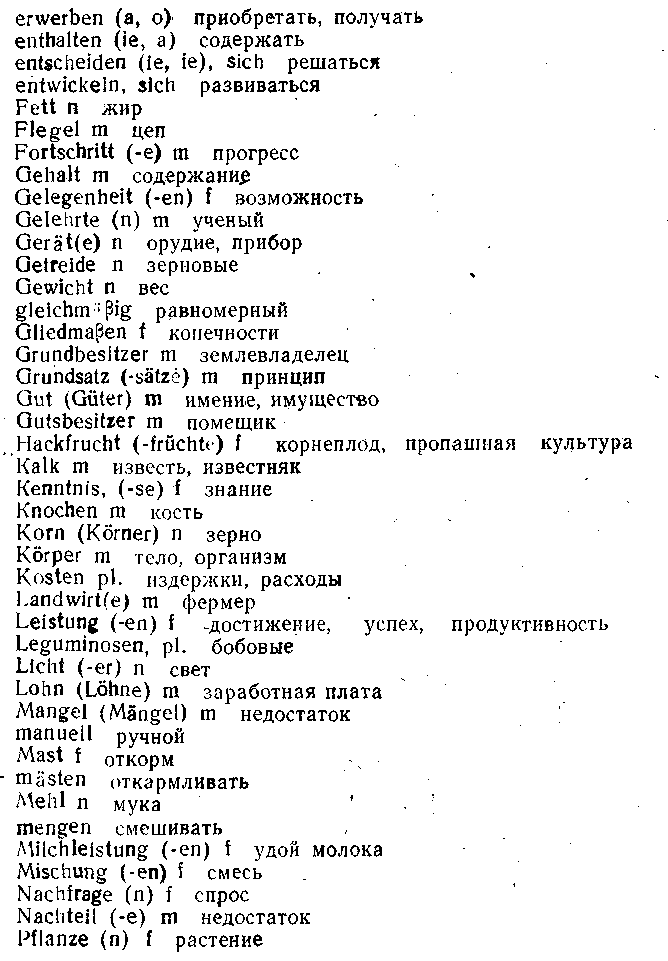 erwerben (a, o) приобретать, получать
enthalten (ie, a) содержать
entscheiden (ie, ie), sich решаться
entwickeln, sich развиваться
Fett n жир
Flegel m цеп
Fortschritt (-e) m прогресс
Gehalt m содержание
Gelegenheit (-en) f возможность
Gelehrte (n) m ученый
Gerät(e) n орудие, прибор
Getreide n зерновые
Gewicht n вес
gleichmäßig равномерный
Gliedmaßen f конечности
Grundbesitzer m землевладелец
Grundsatz (-sätze) m принцип
Gut (Güter) m имение, имущество
Gutsbesitzer m помещик
Hackfrucht (-früchte) f корнеплод, пропашная культура
Kalk m известь, известняк
Kenntnis, (-se) f знание
Knochen m кость
Korn (Körner) n зерно
Körper m тело, организм
Kosten pl. издержки, расходы
Landwirt(e) m фермер
Leistung (-en) f достижение, успех, продуктивность
Leguminosen, pl. бобовые
Licht (-er) n свет
Lohn (Löhne) m заработная плата
Mangel (Mängel) m недостаток
manuell ручной
Mast f откорм
mästen откармливать
Mehl n мука
mengen смешивать
Milchleistung (-en) f удой молока
Mischung (-en) f смесь
Nachfrage (n) f спрос
Nachteil (-e) m недостаток
Pflanze (n) f растение